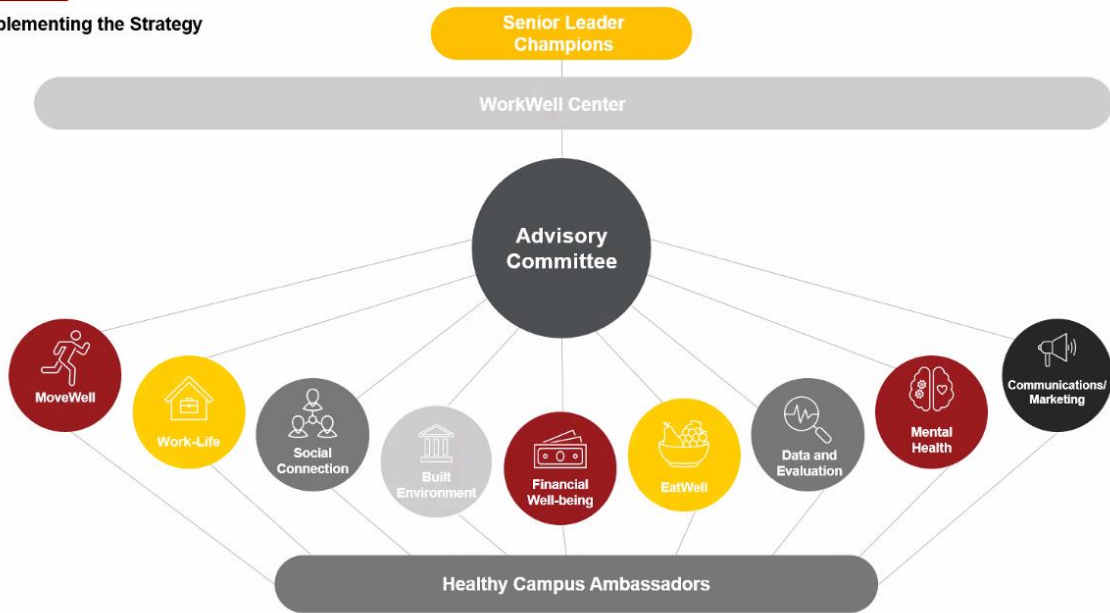 plementing the Strategy
Senior Leader
Champions
WorkWell Center
Advisory
Committee
MoveWell
Work-Life
Social
Connection
Built
Environment
Financial
Well-being
EatWell
Data and
Evaluation
Mental
Health
Communications/
Marketing
Healthy Campus Ambassadors